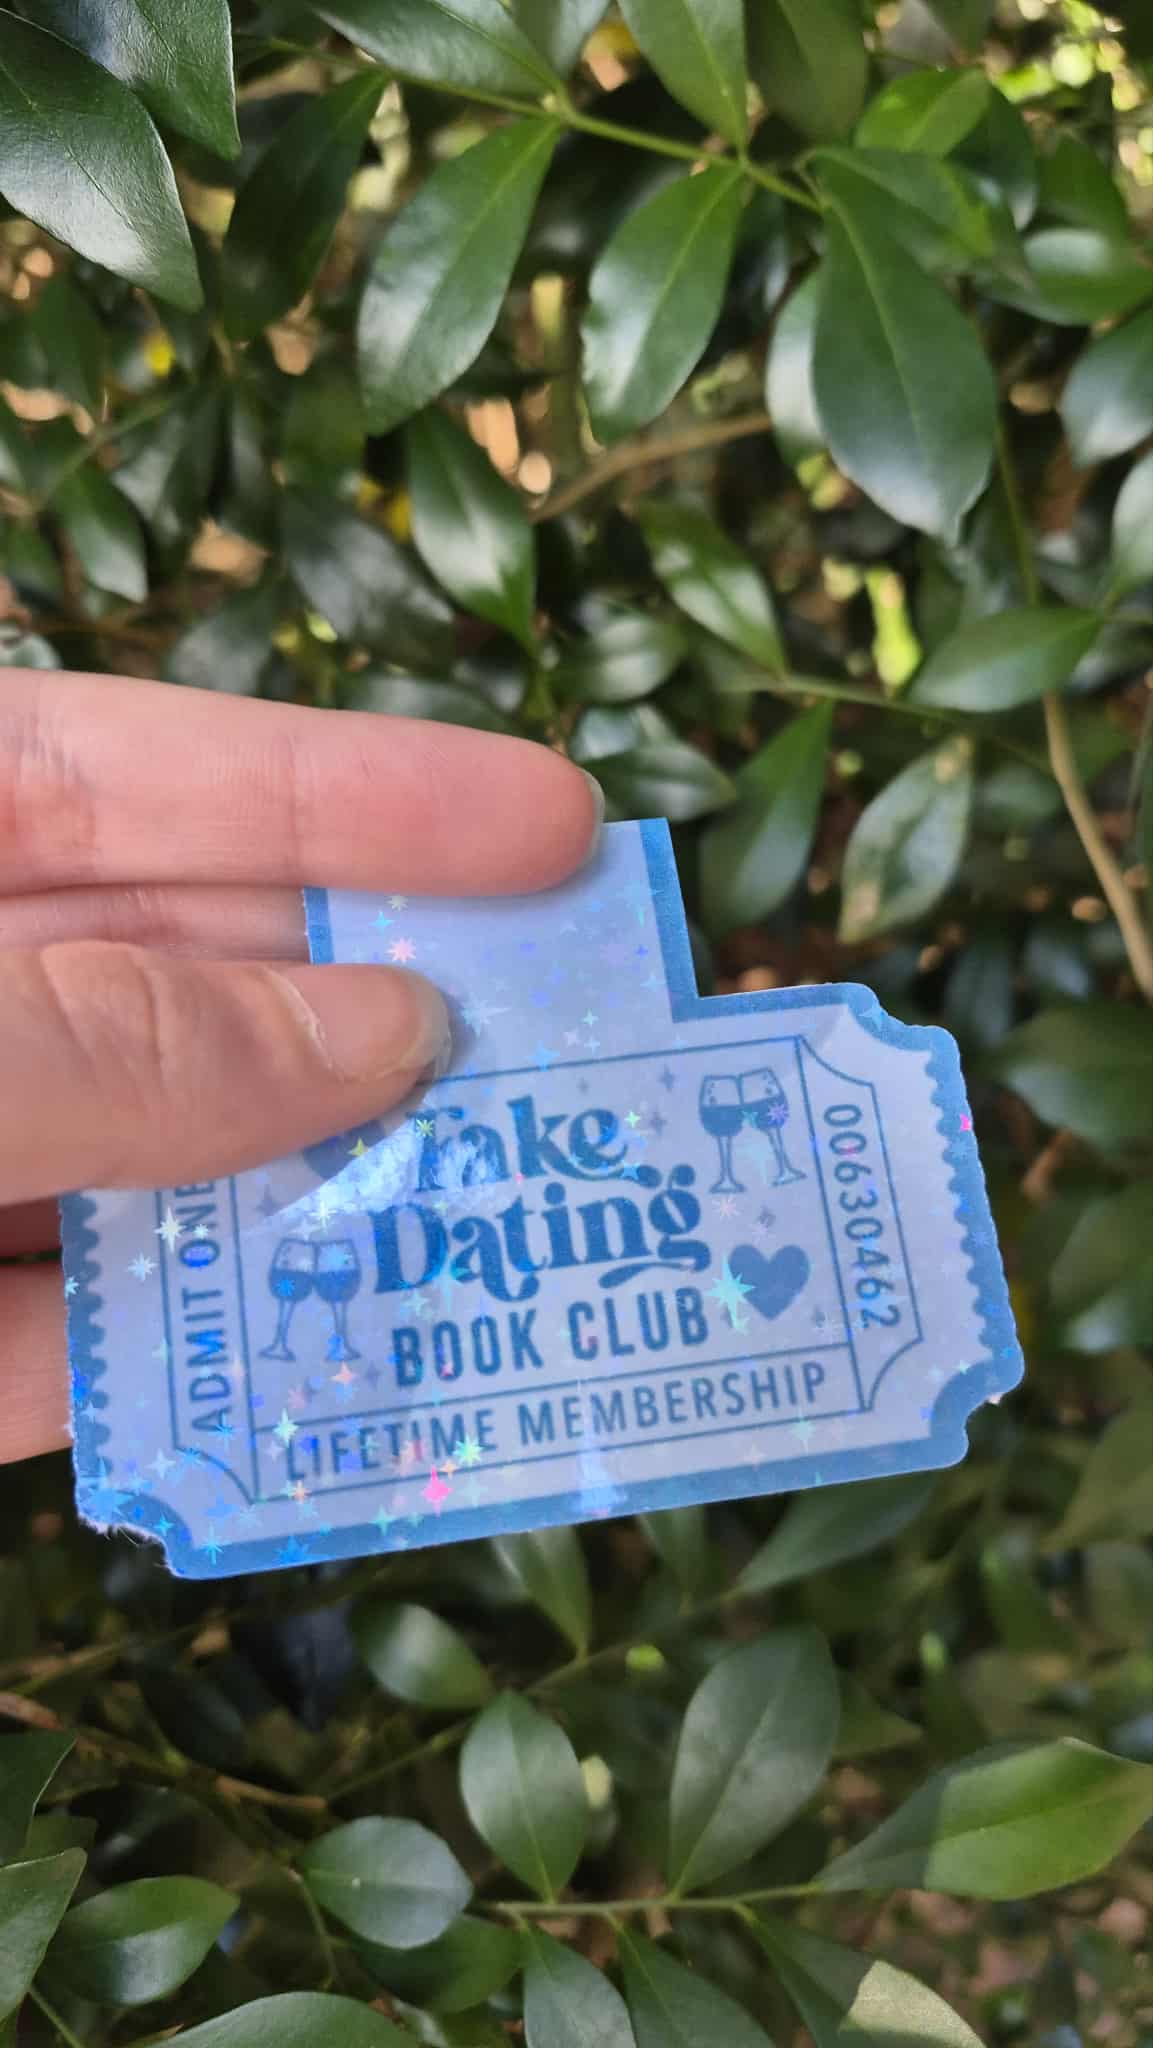 Fake
Dating
BOOK CLUB
LIFETIME MEMBERSHIP
ADMIT ONE
00630462